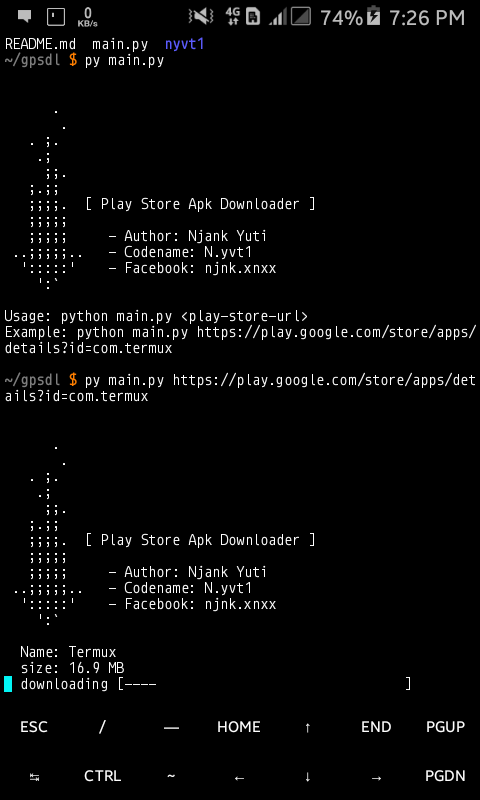 0 KB/s 4G 74% 7:26 PM
README.md  main.py  nyvt1
~/gpsdl $ py main.py
      .
       .
   . ;.
    .;
     ;;.
   ;.;;
   ;;;;.  [ Play Store Apk Downloader ]
   ;;;;;
   ;;;;;     - Author: Njank Yuti
 ..;;;;;..   - Codename: N.yvt1
  ':::::'    - Facebook: njnk.xnxx
    ':`
Usage: python main.py <play-store-url>
Example: python main.py https://play.google.com/store/apps/
details?id=com.termux
~/gpsdl $ py main.py https://play.google.com/store/apps/det
ails?id=com.termux
      .
       .
   . ;.
    .;
     ;;.
   ;.;;
   ;;;;.  [ Play Store Apk Downloader ]
   ;;;;;
   ;;;;;     - Author: Njank Yuti
 ..;;;;;..   - Codename: N.yvt1
  ':::::'    - Facebook: njnk.xnxx
    ':`
  Name: Termux
  size: 16.9 MB
  downloading [----                               ]
ESC / — HOME ↑ END PGUP
↹ CTRL ~ ← ↓ → PGDN